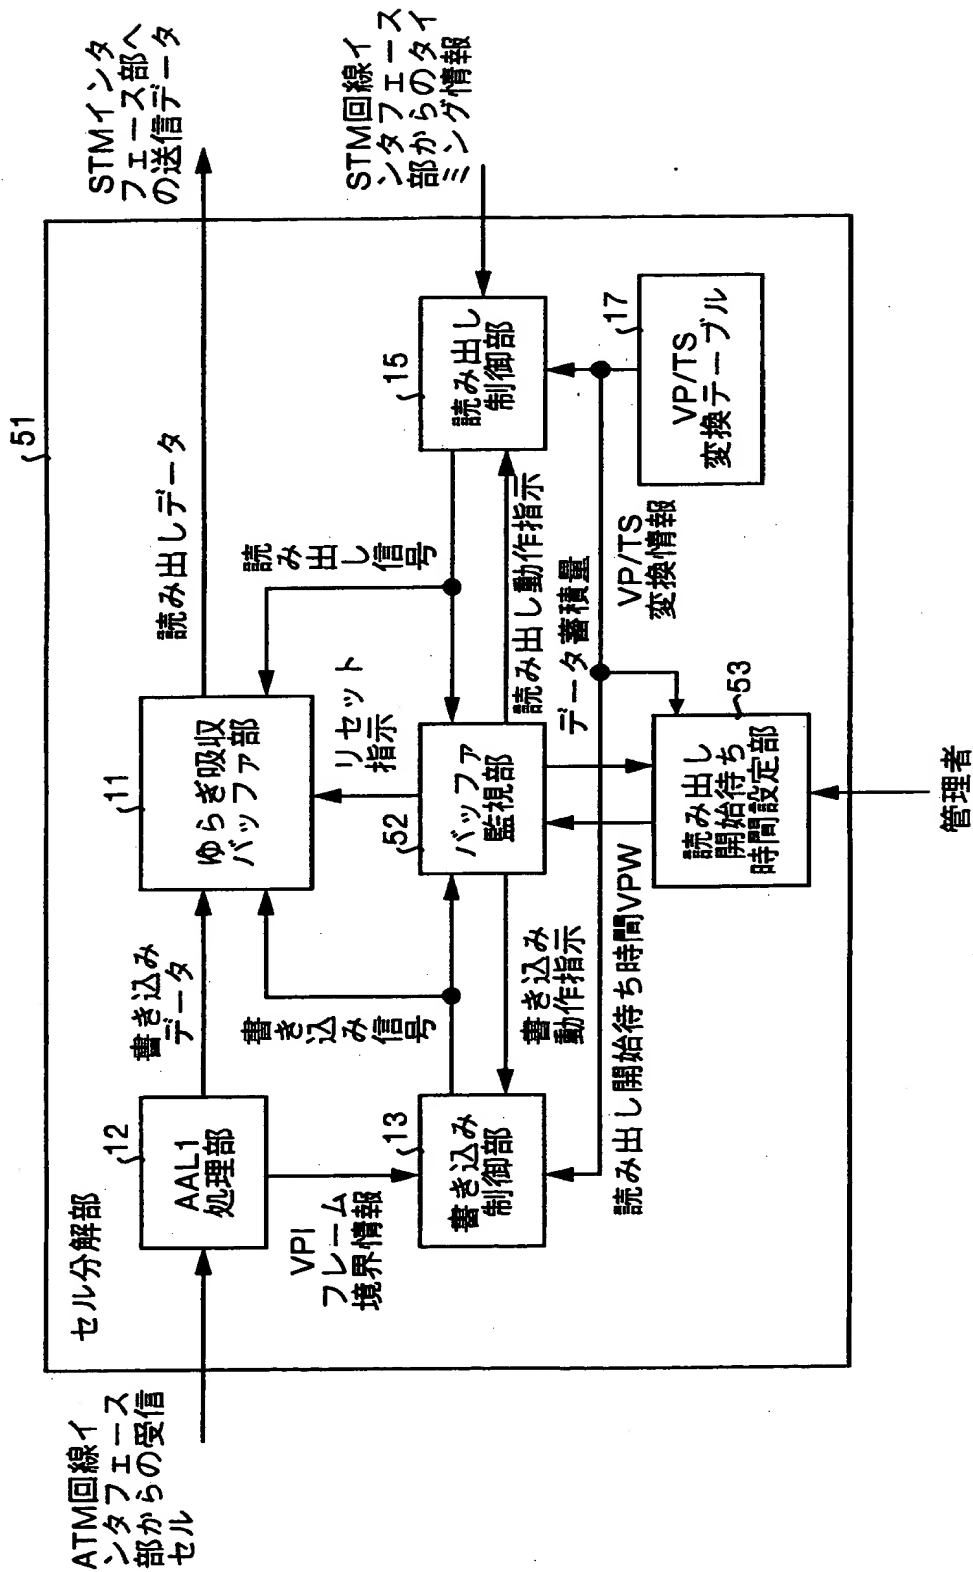 51
セル分解部
ATM回線イ
ンタフェース
部からの受信
セル
12
AAL1
処理部
書き込み
データ
11
ゆらぎ吸収
バッファ部
読み出しデータ
STMインタ
フェース部へ
の送信データ
VPI
フレーム
境界情報
書き込み信号
リセット
指示
読み出し信号
13
書き込み
制御部
52
バッファ
監視部
15
読み出し
制御部
STM回線イ
ンタフェース
部からのタイ
ミング情報
書き込み
動作指示
読み出し動作指示
データ蓄積量
読み出し開始待ち時間VPW
53
読み出し
開始待ち
時間設定部
VP/TS
変換情報
17
VP/TS
変換テーブル
管理者